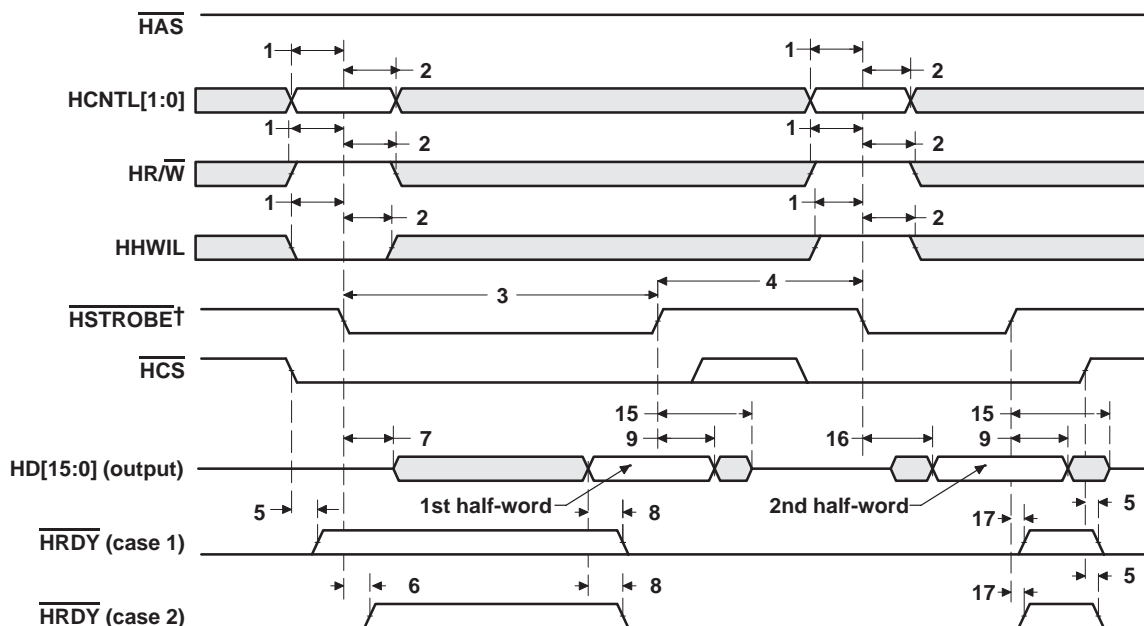 HAS
1 1
2 2
HCNTL[1:0]
1 1
2 2
HR/W
1 1
2 2
HHWIL
3 4
HSTROBE†
HCS
15 15
7 9 16 9
HD[15:0] (output)
1st half-word 2nd half-word
5 8 17 5
HRDY (case 1)
6 8 17 5
HRDY (case 2)